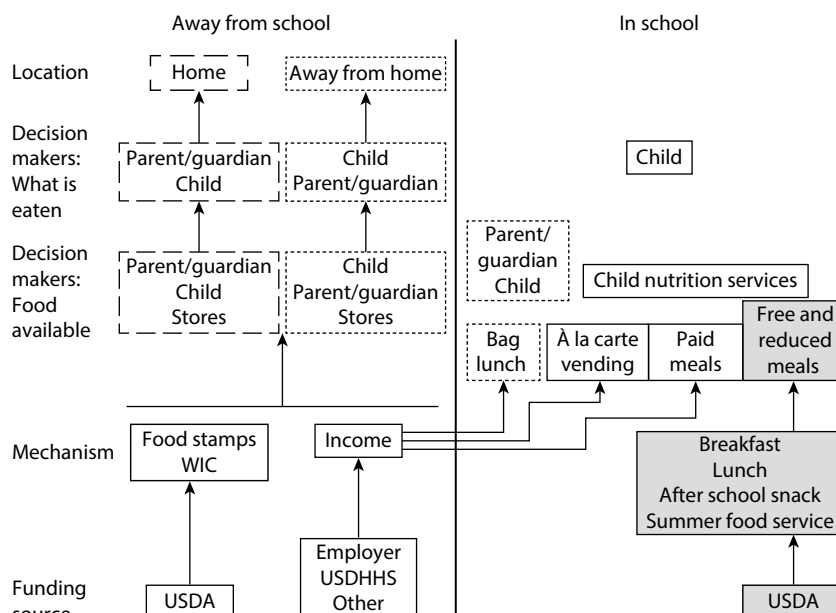 Away from school
In school
Location
Home
Away from home
Decision
makers:
What is
eaten
Parent/guardian
Child
Child
Parent/guardian
Child
Decision
makers:
Food
available
Parent/guardian
Child
Stores
Child
Parent/guardian
Stores
Parent/
guardian
Child
Child nutrition services
Bag
lunch
À la carte
vending
Paid
meals
Free and
reduced
meals
Mechanism
Food stamps
WIC
Income
Breakfast
Lunch
After school snack
Summer food service
Funding
source
USDA
Employer
USDHHS
Other
USDA